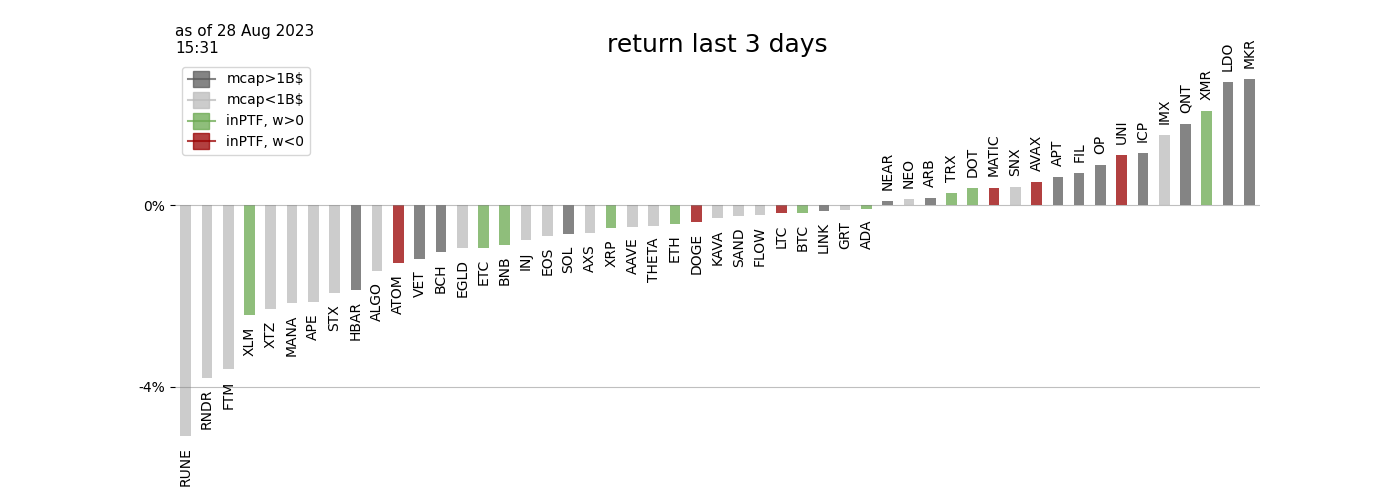 as of 28 Aug 2023
15:31
return last 3 days
mcap>1B$
mcap<1B$
inPTF, w>0
inPTF, w<0
0%
-4%
RUNE
RNDR
FTM
XLM
XTZ
MANA
APE
STX
HBAR
ALGO
ATOM
VET
BCH
EGLD
ETC
BNB
INJ
EOS
SOL
AXS
XRP
AAVE
THETA
ETH
DOGE
KAVA
SAND
FLOW
LTC
BTC
LINK
GRT
ADA
NEAR
NEO
ARB
TRX
DOT
MATIC
SNX
AVAX
APT
FIL
OP
UNI
ICP
IMX
QNT
XMR
LDO
MKR